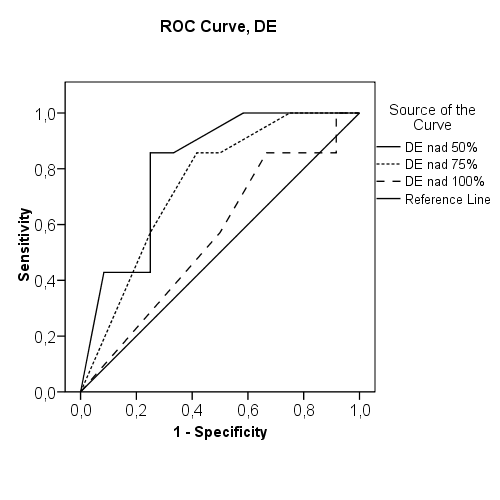 ROC Curve, DE
Source of the
Curve
DE nad 50%
DE nad 75%
DE nad 100%
Reference Line
1,0
0,8
0,6
0,4
0,2
0,0
Sensitivity
0,0 0,2 0,4 0,6 0,8 1,0
1 - Specificity